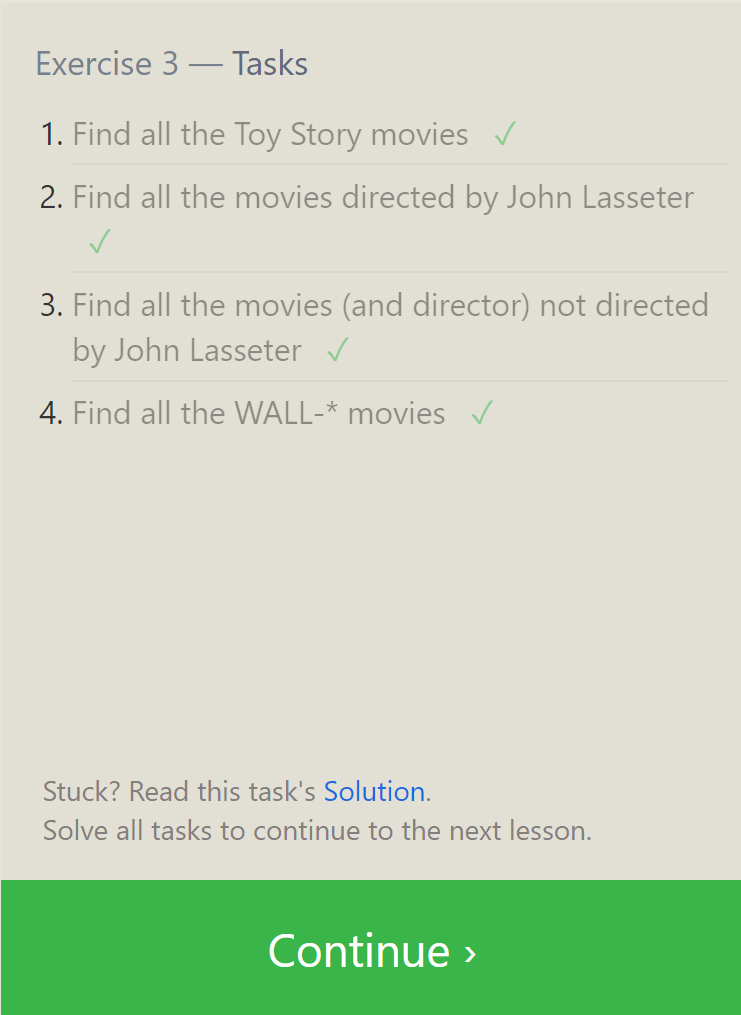 Exercise 3 — Tasks
1. Find all the Toy Story movies ✓
2. Find all the movies directed by John Lasseter
✓
3. Find all the movies (and director) not directed
by John Lasseter ✓
4. Find all the WALL-* movies ✓
Stuck? Read this task's Solution.
Solve all tasks to continue to the next lesson.
Continue ›